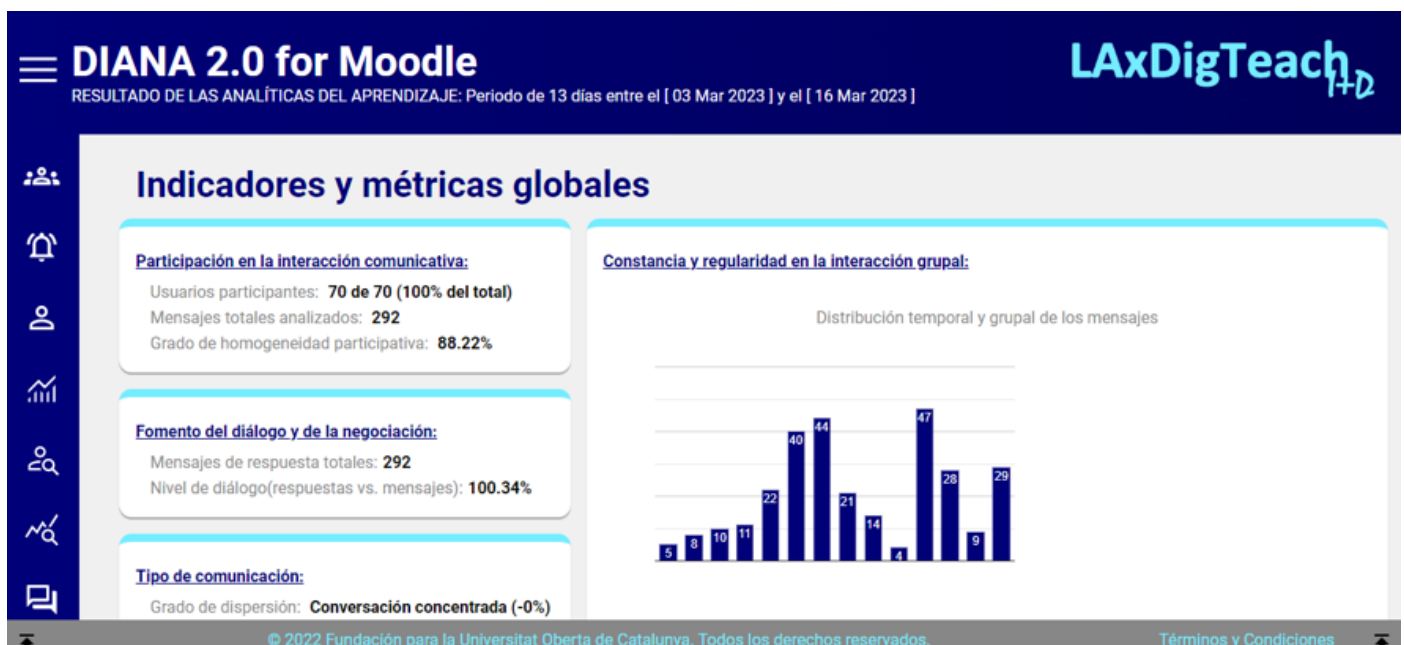 DIANA 2.0 for Moodle
RESULTADO DE LAS ANALÍTICAS DEL APRENDIZAJE: Periodo de 13 días entre el [ 03 Mar 2023 ] y el [ 16 Mar 2023 ]
LAxDigTeach
I+D
Indicadores y métricas globales
Participación en la interacción comunicativa:
Usuarios participantes: 70 de 70 (100% del total)
Mensajes totales analizados: 292
Grado de homogeneidad participativa: 88.22%
Fomento del diálogo y de la negociación:
Mensajes de respuesta totales: 292
Nivel de diálogo(respuestas vs. mensajes): 100.34%
Tipo de comunicación:
Grado de dispersión: Conversación concentrada (-0%)
Constancia y regularidad en la interacción grupal:
Distribución temporal y grupal de los mensajes
5 8 10 11 22 40 44 21 14 4 47 28 9 29
© 2022 Fundación para la Universitat Oberta de Catalunya. Todos los derechos reservados.
Términos y Condiciones